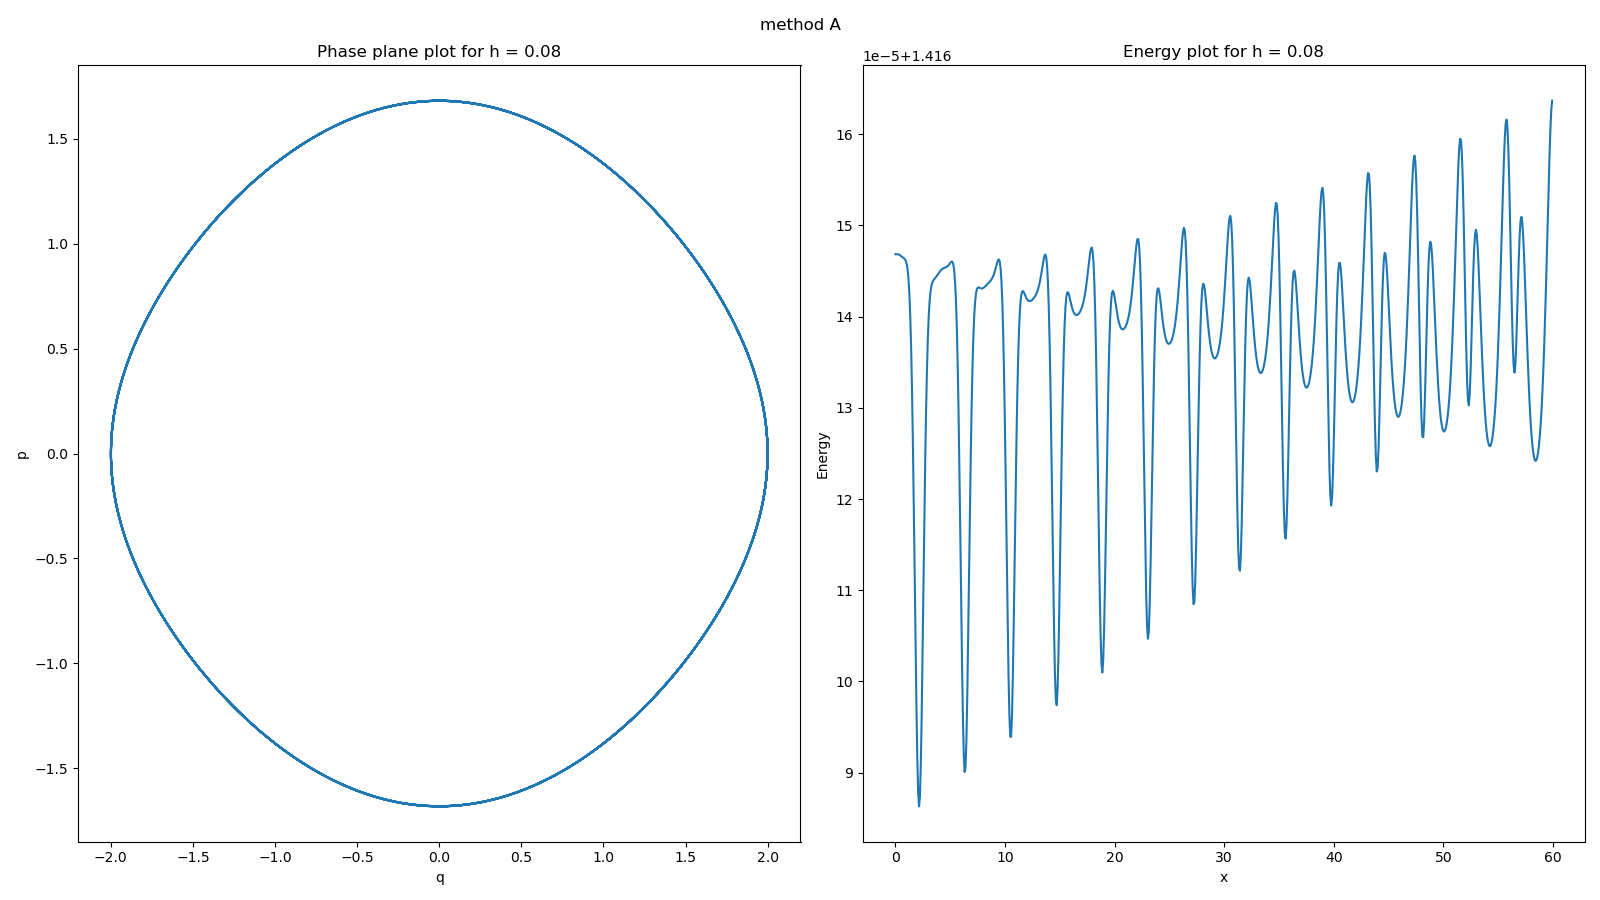 method A
Phase plane plot for h = 0.08
p
1.5
1.0
0.5
0.0
−0.5
−1.0
−1.5
−2.0 −1.5 −1.0 −0.5 0.0 0.5 1.0 1.5 2.0
q
Energy plot for h = 0.08
1e−5+1.416
Energy
16
15
14
13
12
11
10
9
0 10 20 30 40 50 60
x